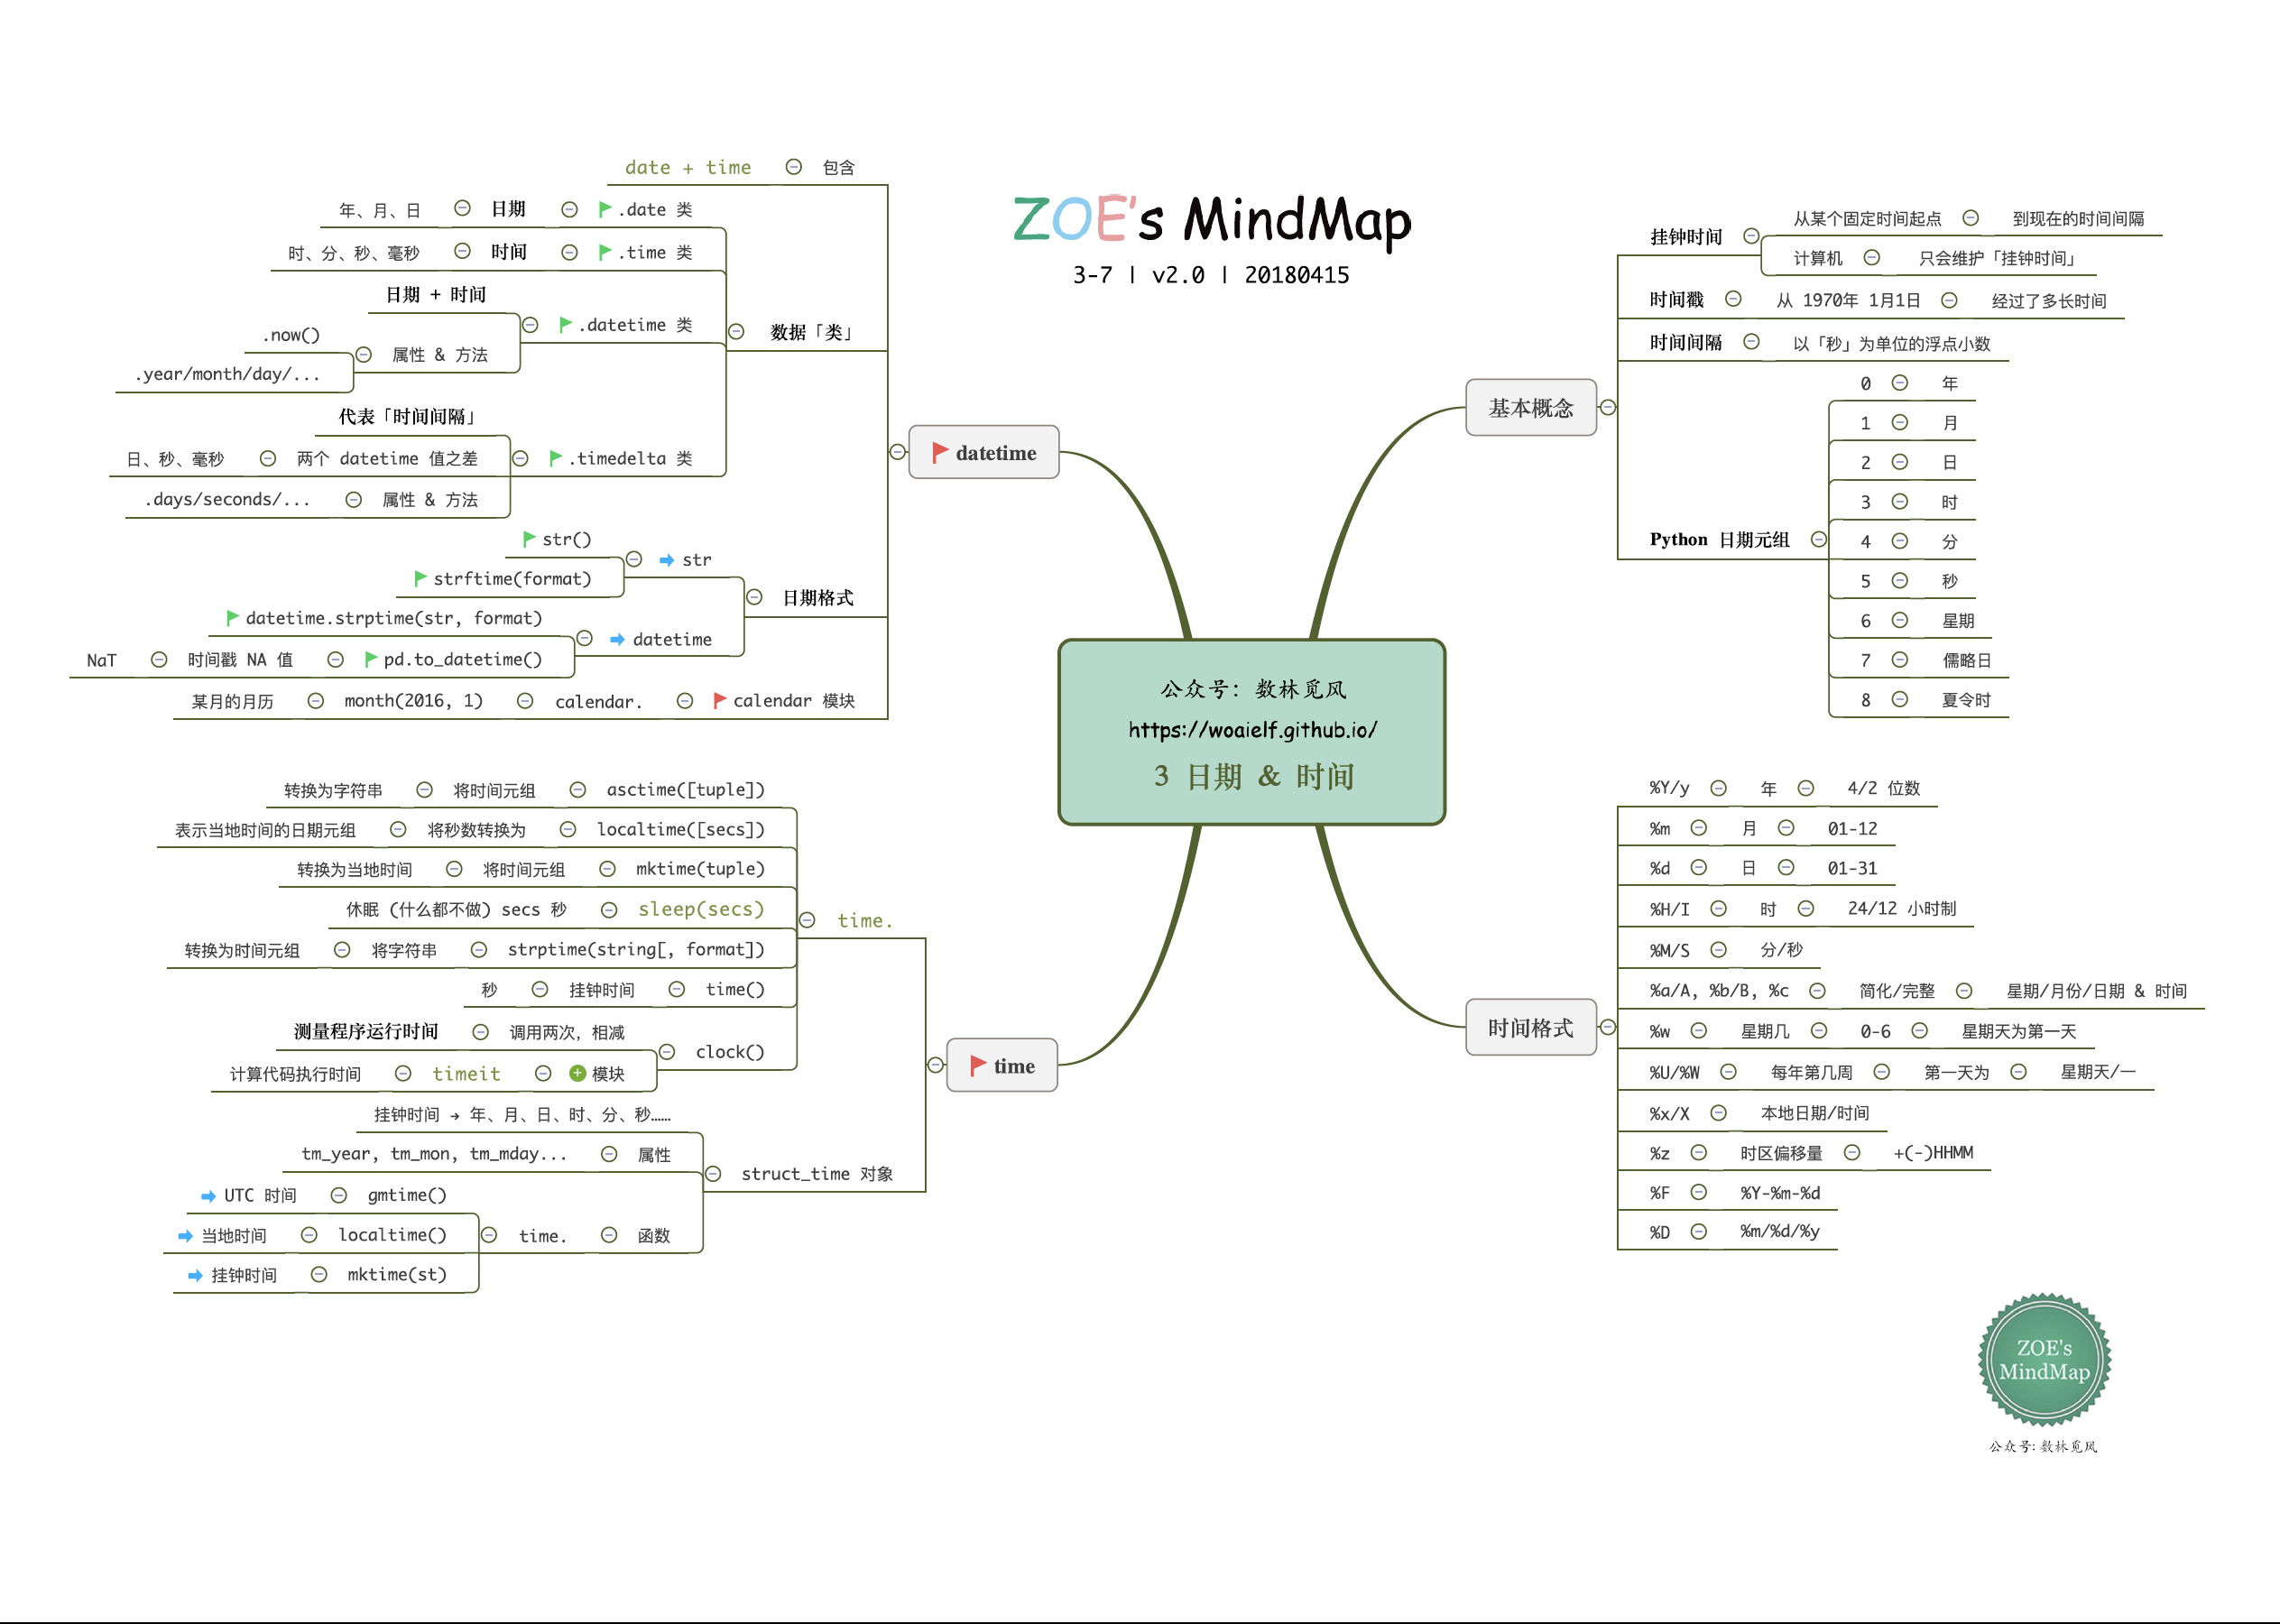 ZOE's MindMap
3-7 | v2.0 | 20180415
公众号: 数林觅风
https://woaielf.github.io/
3 日期 & 时间
基本概念
挂钟时间
从某个固定时间起点 到现在的时间间隔
计算机 只会维护「挂钟时间」
时间戳 从 1970年 1月1日 经过了多长时间
时间间隔 以「秒」为单位的浮点小数
Python 日期元组
0 年
1 月
2 日
3 时
4 分
5 秒
6 星期
7 儒略日
8 夏令时
时间格式
%Y/y 年 4/2 位数
%m 月 01-12
%d 日 01-31
%H/I 时 24/12 小时制
%M/S 分/秒
%a/A, %b/B, %c 简化/完整 星期/月份/日期 & 时间
%w 星期几 0-6 星期天为第一天
%U/%W 每年第几周 第一天为 星期天/一
%x/X 本地日期/时间
%z 时区偏移量 +(-)HHMM
%F %Y-%m-%d
%D %m/%d/%y
datetime
date + time 包含
数据「类」
年、月、日 日期 .date 类
时、分、秒、毫秒 时间 .time 类
日期 + 时间
.datetime 类
.now()
属性 & 方法
.year/month/day/...
代表「时间间隔」
日、秒、毫秒 两个 datetime 值之差 .timedelta 类
.days/seconds/... 属性 & 方法
日期格式
str()
str
strftime(format)
datetime.strptime(str, format)
datetime
NaT 时间戳 NA 值 pd.to_datetime()
某月的月历 month(2016, 1) calendar. calendar 模块
time
time.
转换为字符串 将时间元组 asctime([tuple])
表示当地时间的日期元组 将秒数转换为 localtime([secs])
转换为当地时间 将时间元组 mktime(tuple)
休眠 (什么都不做) secs 秒 sleep(secs)
转换为时间元组 将字符串 strptime(string[, format])
秒 挂钟时间 time()
测量程序运行时间 调用两次，相减
clock()
计算代码执行时间 timeit 模块
struct_time 对象
挂钟时间 → 年、月、日、时、分、秒……
tm_year, tm_mon, tm_mday... 属性
UTC 时间 gmtime()
当地时间 localtime() time. 函数
挂钟时间 mktime(st)
ZOE's
MindMap
公众号: 数林觅风